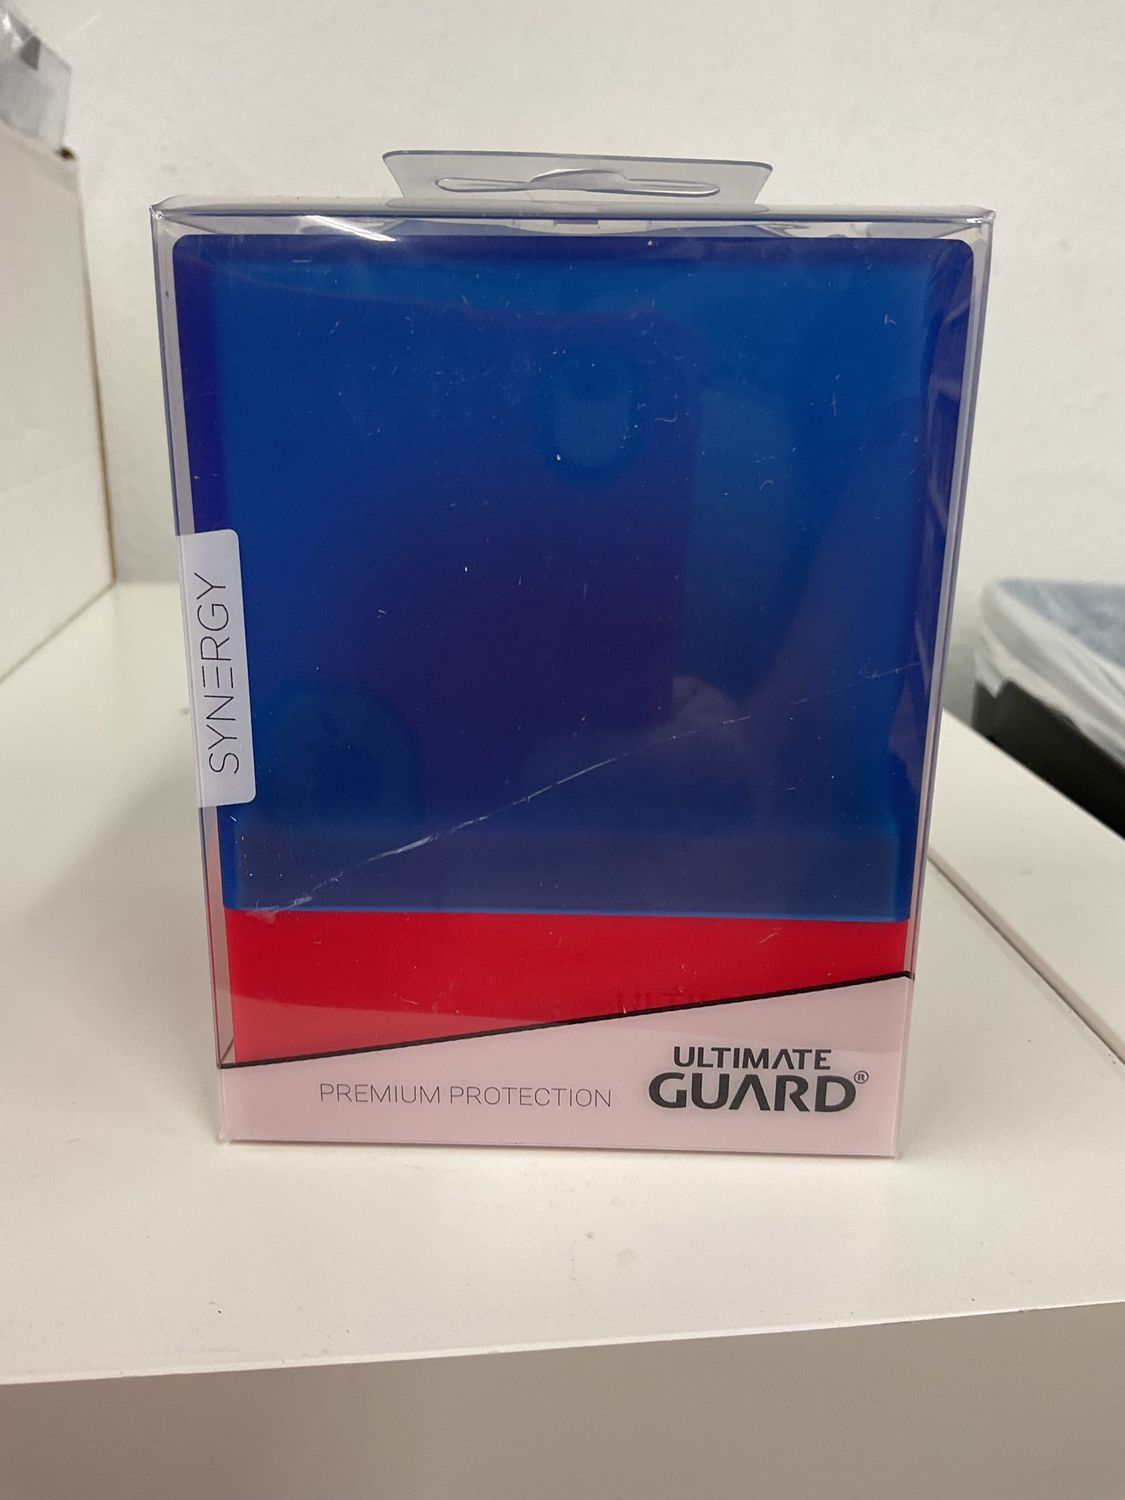 SYNERGY
PREMIUM PROTECTION
ULTIMATE
GUARD®